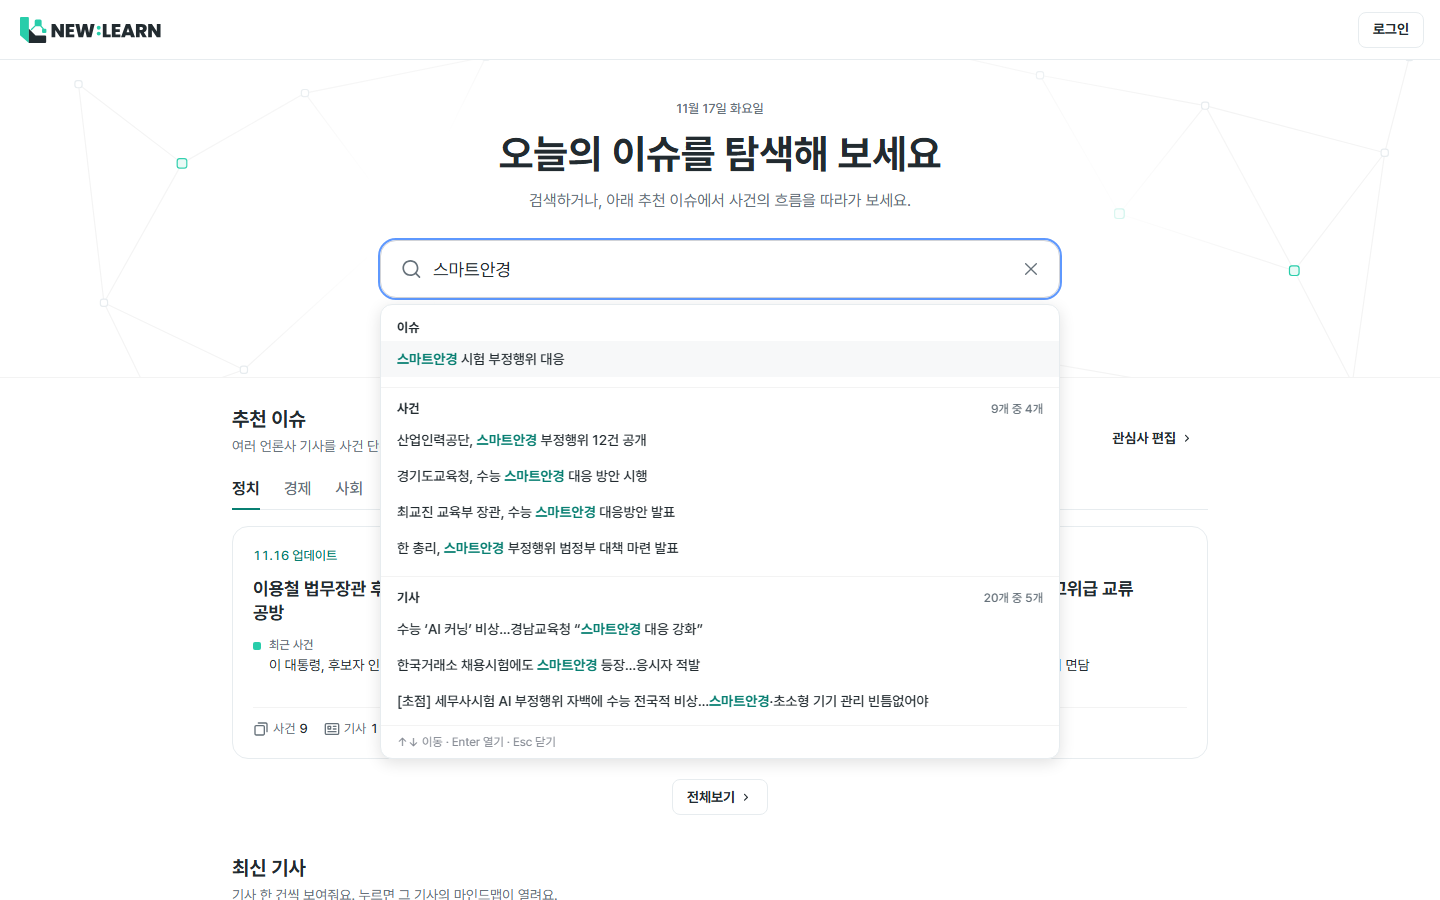 NEW:LEARN
로그인
11월 17일 화요일
오늘의 이슈를 탐색해 보세요
검색하거나, 아래 추천 이슈에서 사건의 흐름을 따라가 보세요.
스마트안경
이슈
스마트안경 시험 부정행위 대응
사건
9개 중 4개
산업인력공단, 스마트안경 부정행위 12건 공개
경기도교육청, 수능 스마트안경 대응 방안 시행
최교진 교육부 장관, 수능 스마트안경 대응방안 발표
한 총리, 스마트안경 부정행위 범정부 대책 마련 발표
기사
20개 중 5개
수능 ‘AI 커닝’ 비상…경남교육청 “스마트안경 대응 강화”
한국거래소 채용시험에도 스마트안경 등장…응시자 적발
[초점] 세무사시험 AI 부정행위 자백에 수능 전국적 비상…스마트안경·초소형 기기 관리 빈틈없어야
↑↓ 이동 · Enter 열기 · Esc 닫기
추천 이슈
여러 언론사 기사를 사건 단
관심사 편집
정치 경제 사회
11.16 업데이트
이용철 법무장관 후
공방
최근 사건
이 대통령, 후보자 인
사건 9 기사 1
고위급 교류
면담
전체보기
최신 기사
기사 한 건씩 보여줘요. 누르면 그 기사의 마인드맵이 열려요.